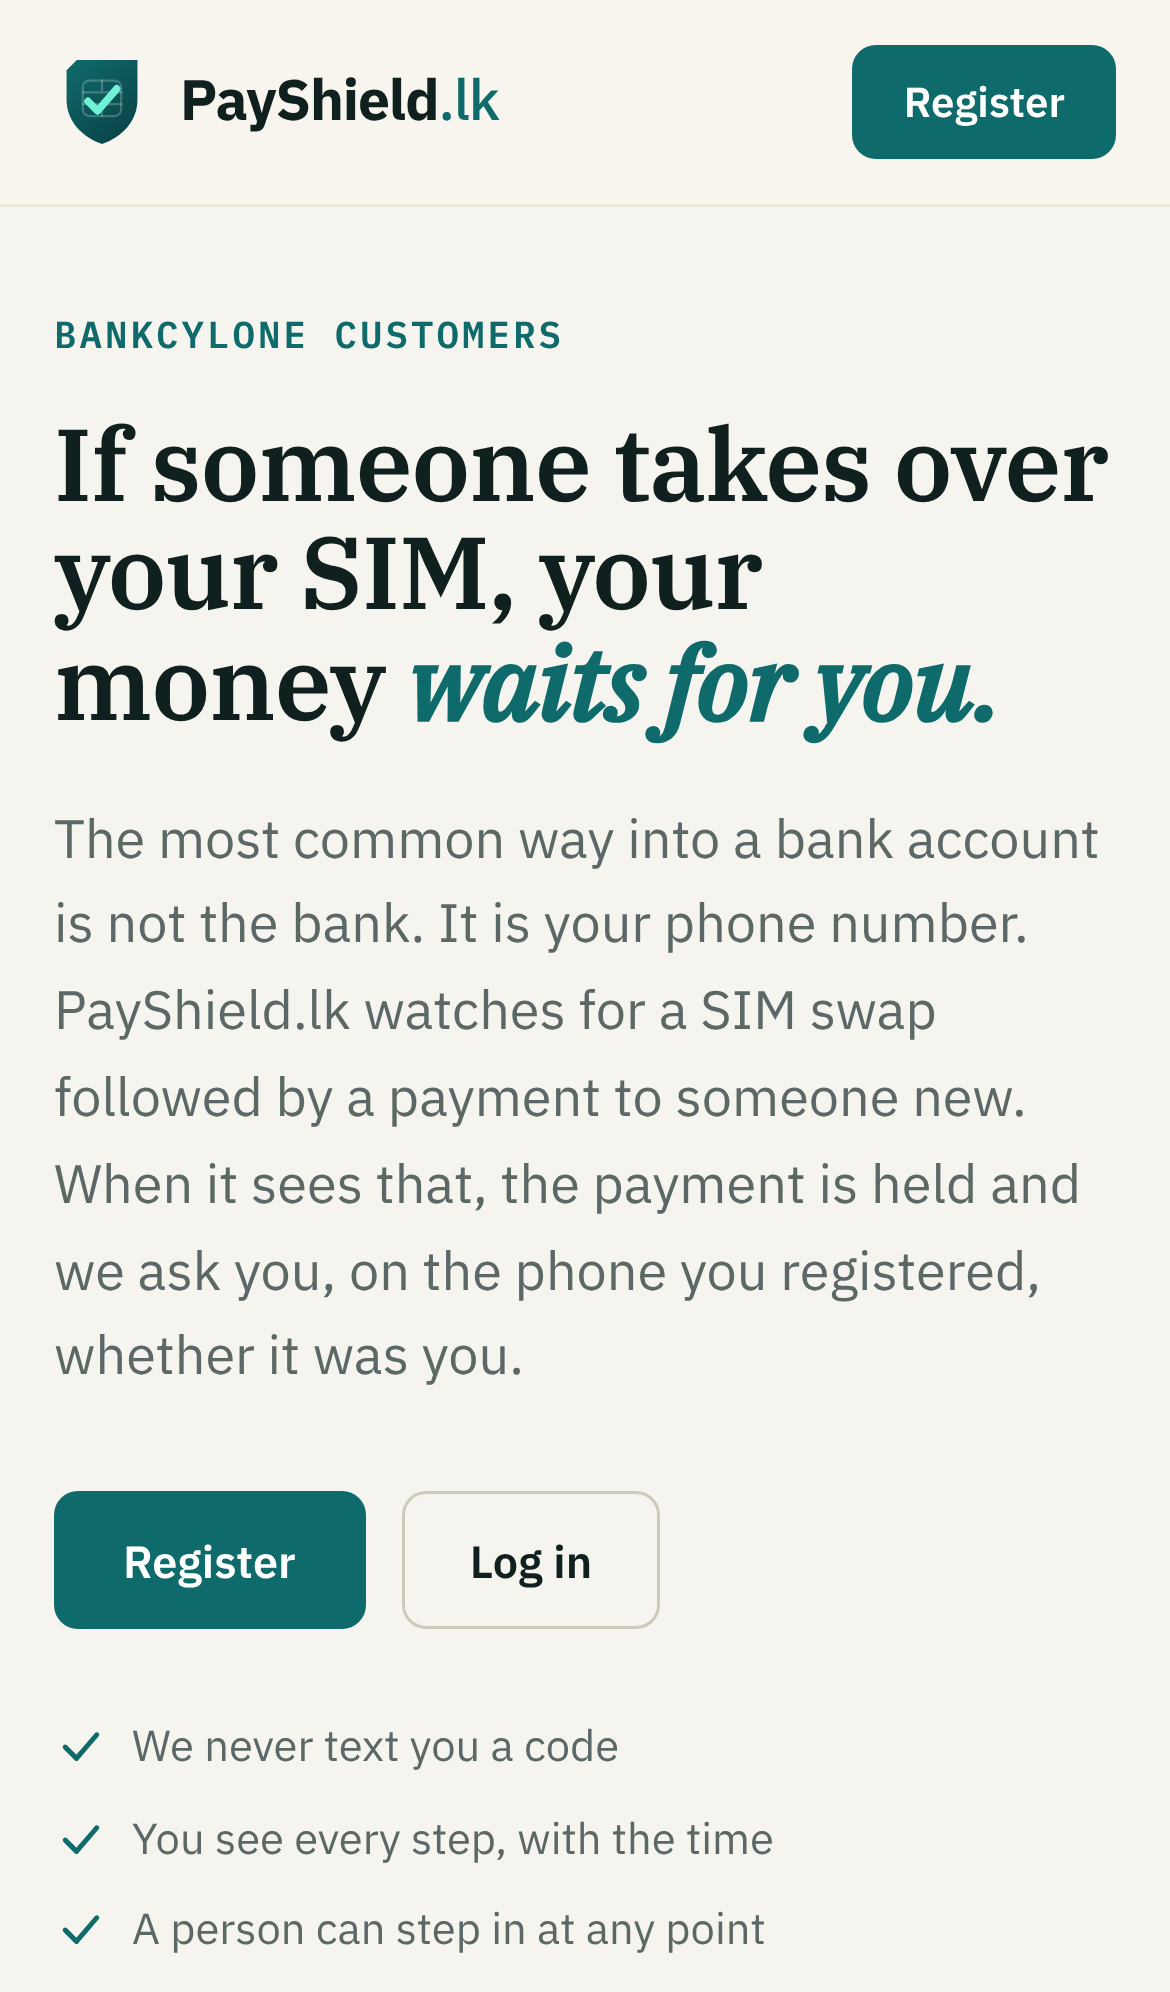 PayShield.lk
Register
BANKCYLONE CUSTOMERS
If someone takes over
your SIM, your
money waits for you.
The most common way into a bank account
is not the bank. It is your phone number.
PayShield.lk watches for a SIM swap
followed by a payment to someone new.
When it sees that, the payment is held and
we ask you, on the phone you registered,
whether it was you.
Register
Log in
We never text you a code
You see every step, with the time
A person can step in at any point